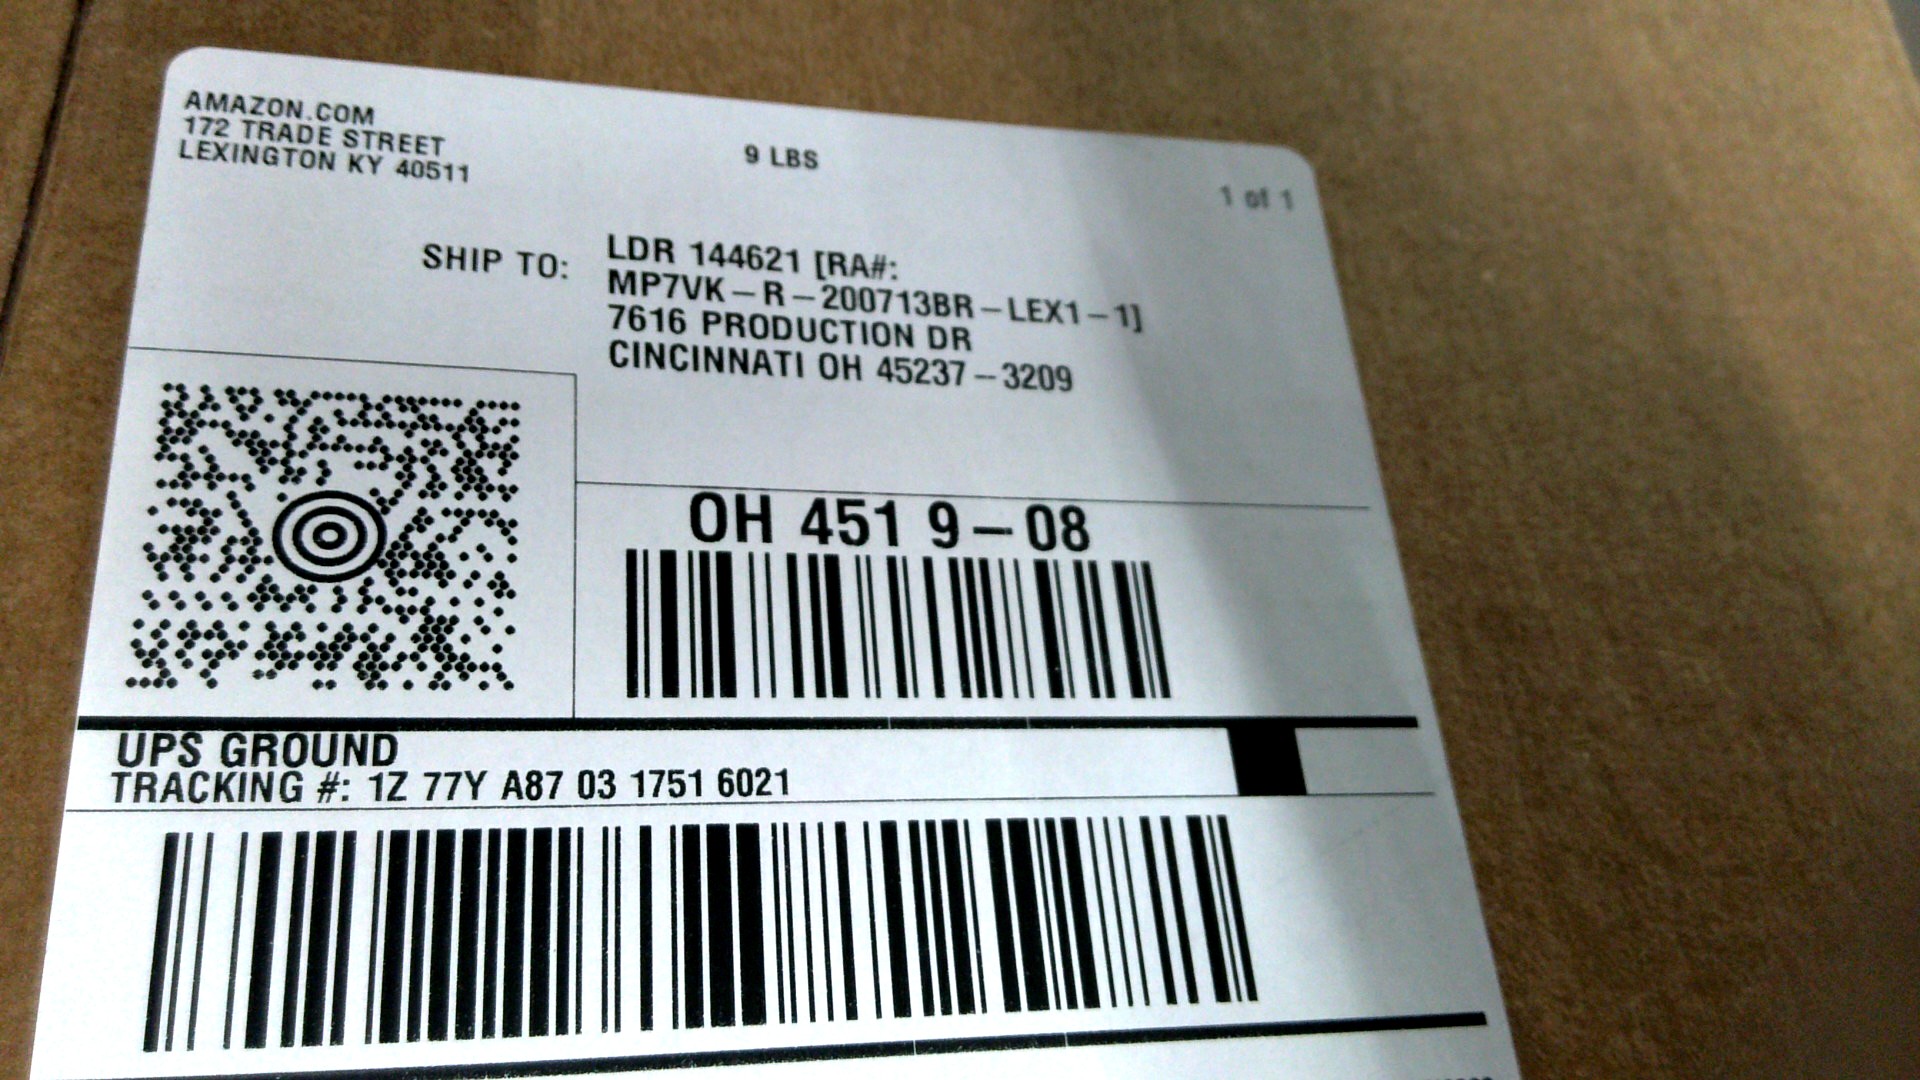 AMAZON.COM
172 TRADE STREET
LEXINGTON KY 40511
9 LBS
1 of 1
SHIP TO:
LDR 144621 [RA#:
MP7VK-R-200713BR-LEX1-1]
7616 PRODUCTION DR
CINCINNATI OH 45237-3209
OH 451 9-08
UPS GROUND
TRACKING #: 1Z 77Y A87 03 1751 6021